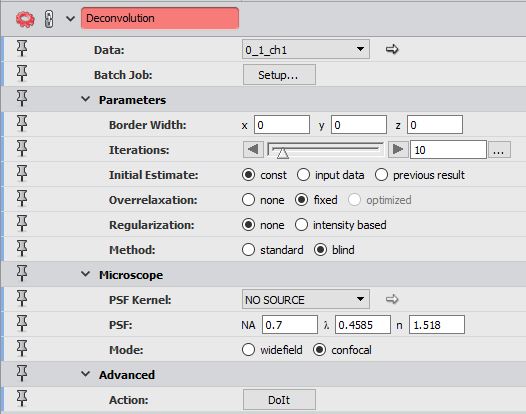 Deconvolution
Data: 0_1_ch1
Batch Job: Setup...
Parameters
Border Width: x 0 y 0 z 0
Iterations: 10 ...
Initial Estimate: const input data previous result
Overrelaxation: none fixed optimized
Regularization: none intensity based
Method: standard blind
Microscope
PSF Kernel: NO SOURCE
PSF: NA 0.7 λ 0.4585 n 1.518
Mode: widefield confocal
Advanced
Action: DoIt